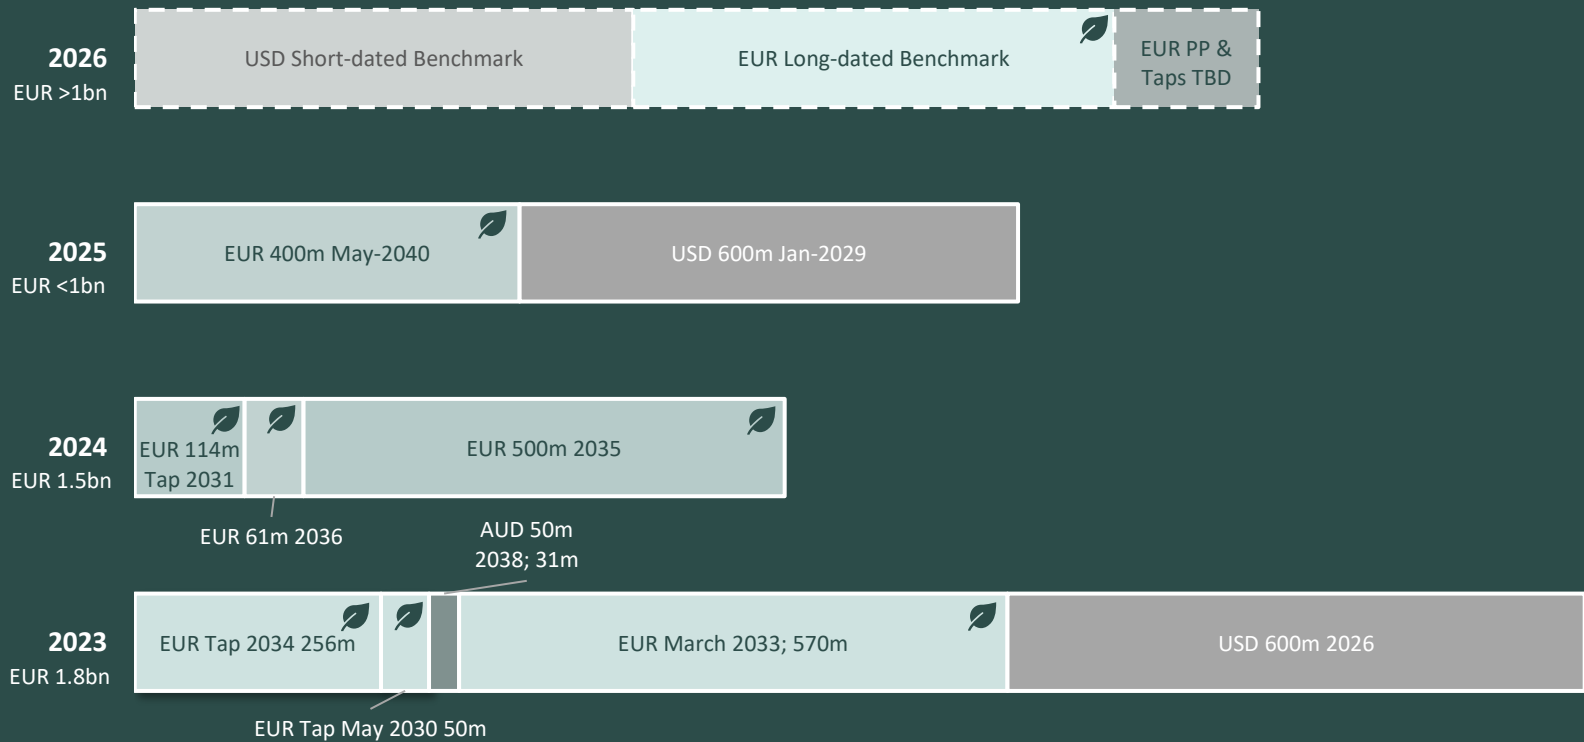 2026
EUR >1bn
USD Short-dated Benchmark
EUR Long-dated Benchmark
EUR PP &
Taps TBD
2025
EUR <1bn
EUR 400m May-2040
USD 600m Jan-2029
2024
EUR 1.5bn
EUR 114m
Tap 2031
EUR 500m 2035
EUR 61m 2036
AUD 50m
2038; 31m
2023
EUR 1.8bn
EUR Tap 2034 256m
EUR March 2033; 570m
USD 600m 2026
EUR Tap May 2030 50m